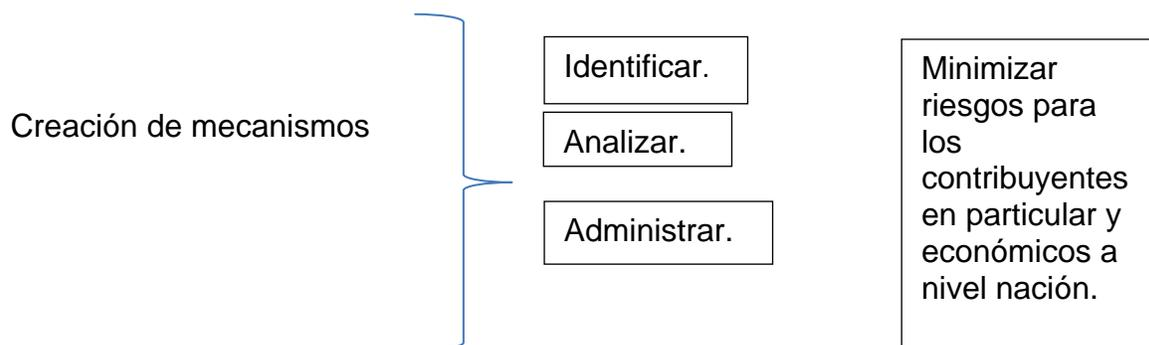 Creación de mecanismos
Identificar.
Analizar.
Administrar.
Minimizar
riesgos para
los
contribuyentes
en particular y
económicos a
nivel nación.